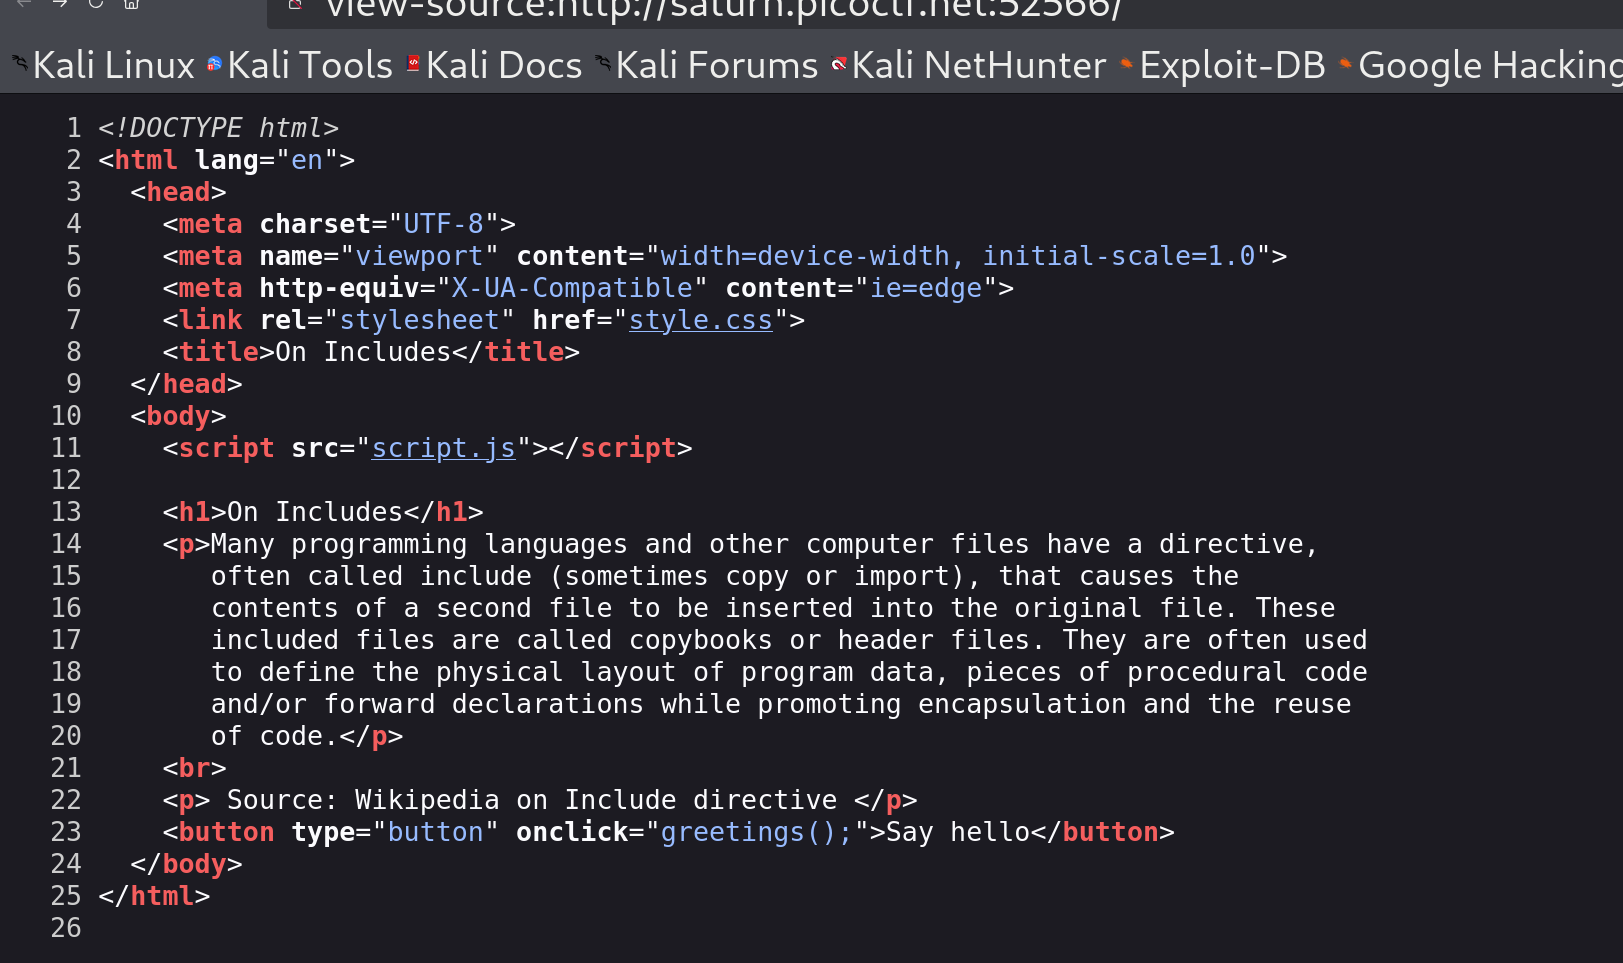 view-source:http://saturn.picoctf.net:52566/
Kali Linux Kali Tools Kali Docs Kali Forums Kali NetHunter Exploit-DB Google Hacking
1 <!DOCTYPE html>
2 <html lang="en">
3   <head>
4     <meta charset="UTF-8">
5     <meta name="viewport" content="width=device-width, initial-scale=1.0">
6     <meta http-equiv="X-UA-Compatible" content="ie=edge">
7     <link rel="stylesheet" href="style.css">
8     <title>On Includes</title>
9   </head>
10   <body>
11     <script src="script.js"></script>
12
13     <h1>On Includes</h1>
14     <p>Many programming languages and other computer files have a directive,
15        often called include (sometimes copy or import), that causes the
16        contents of a second file to be inserted into the original file. These
17        included files are called copybooks or header files. They are often used
18        to define the physical layout of program data, pieces of procedural code
19        and/or forward declarations while promoting encapsulation and the reuse
20        of code.</p>
21     <br>
22     <p> Source: Wikipedia on Include directive </p>
23     <button type="button" onclick="greetings();">Say hello</button>
24   </body>
25 </html>
26